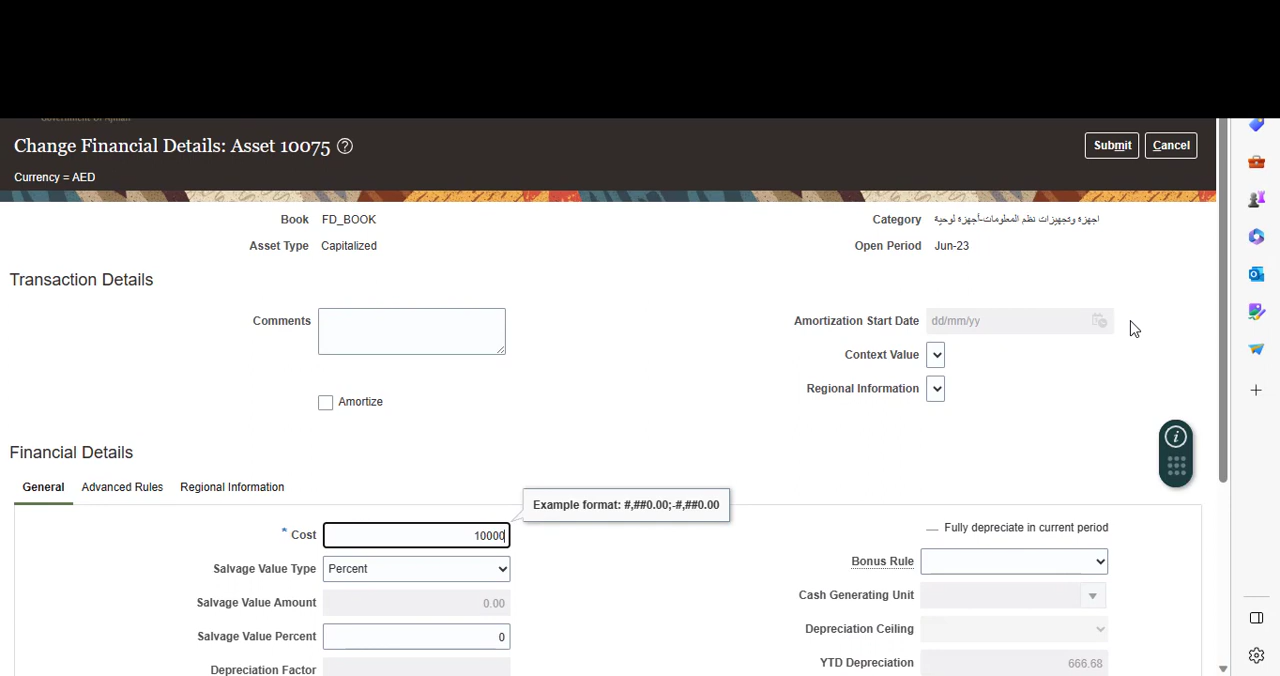 Change Financial Details: Asset 10075
Submit Cancel
Currency = AED
Book FD_BOOK
Category اجهزة وتجهيزات نظم المعلومات-أجهزة لوحية
Asset Type Capitalized
Open Period Jun-23
Transaction Details
Comments
Amortization Start Date dd/mm/yy
Context Value
Regional Information
Amortize
Financial Details
General Advanced Rules Regional Information
Example format: #,##0.00;-#,##0.00
Fully depreciate in current period
* Cost 10000
Bonus Rule
Salvage Value Type Percent
Cash Generating Unit
Salvage Value Amount 0.00
Depreciation Ceiling
Salvage Value Percent 0
YTD Depreciation 666.68
Depreciation Factor